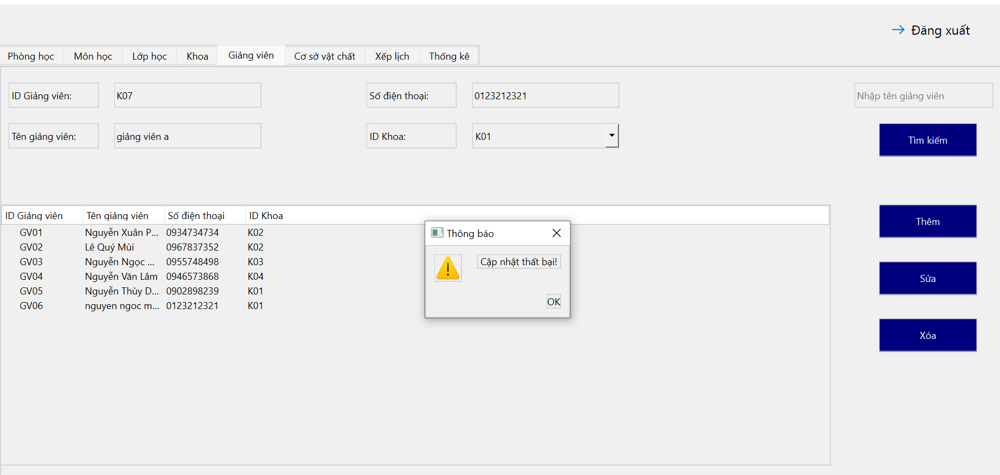 Đăng xuất
Phòng học Môn học Lớp học Khoa Giảng viên Cơ sở vật chất Xếp lịch Thống kê
ID Giảng viên: K07 Số điện thoại: 0123212321 Nhập tên giảng viên
Tên giảng viên: giảng viên a ID Khoa: K01
Tìm kiếm
ID Giảng viên Tên giảng viên Số điện thoại ID Khoa
GV01 Nguyễn Xuân P... 0934734734 K02
GV02 Lê Quý Mùi 0967837352 K02
GV03 Nguyễn Ngọc ... 0955748498 K03
GV04 Nguyễn Văn Lâm 0946573868 K04
GV05 Nguyễn Thùy D... 0902898239 K01
GV06 nguyen ngoc m... 0123212321 K01
Thông báo
Cập nhật thất bại!
OK
Thêm
Sửa
Xóa